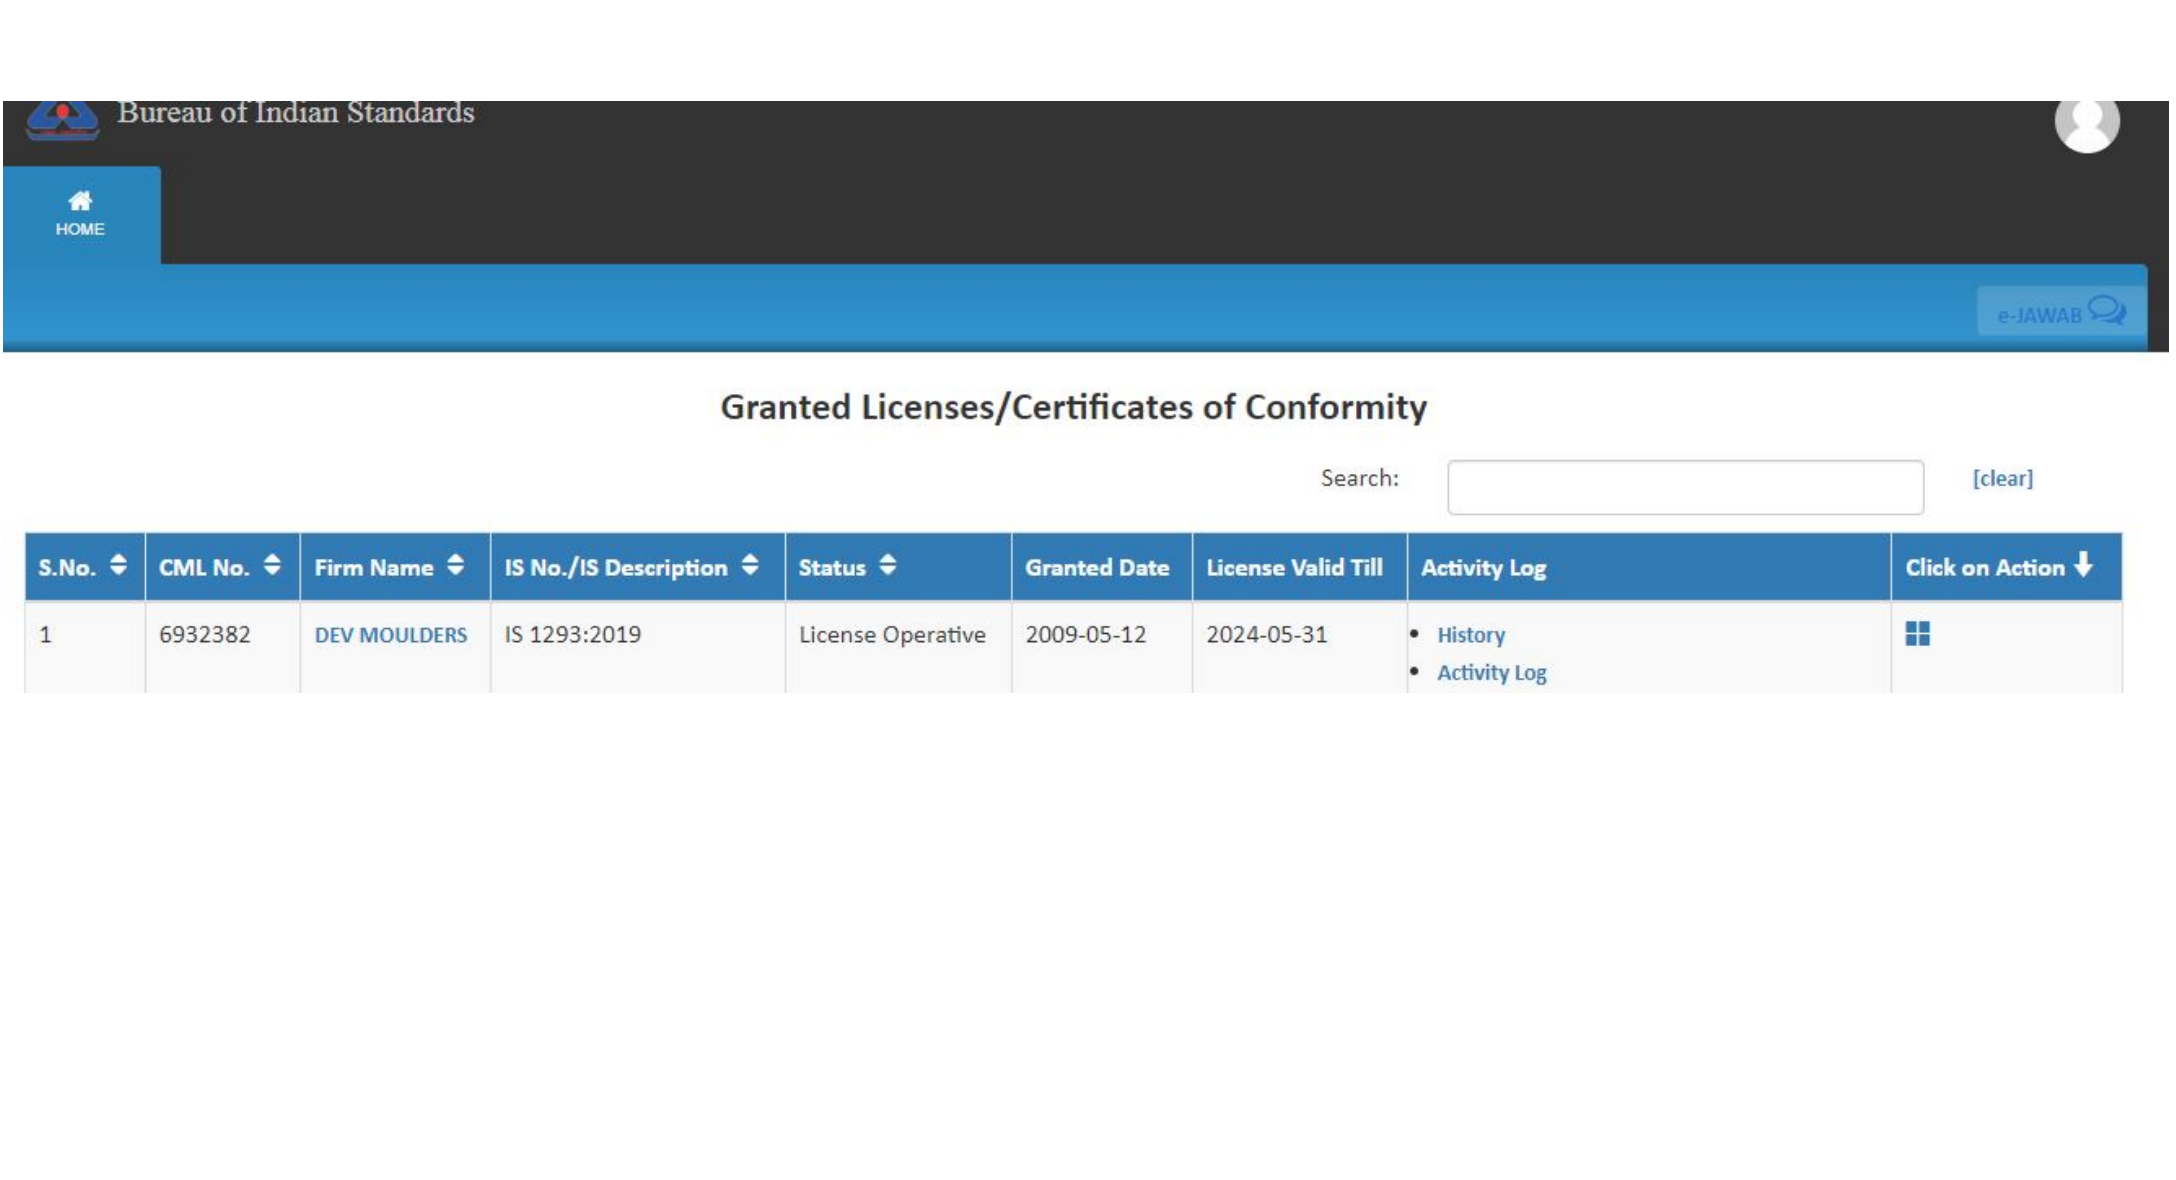 Bureau of Indian Standards
HOME
e-JAWAB
Granted Licenses/Certificates of Conformity
Search: [clear]
S.No. CML No. Firm Name IS No./IS Description Status Granted Date License Valid Till Activity Log Click on Action
1 6932382 DEV MOULDERS IS 1293:2019 License Operative 2009-05-12 2024-05-31 History
Activity Log